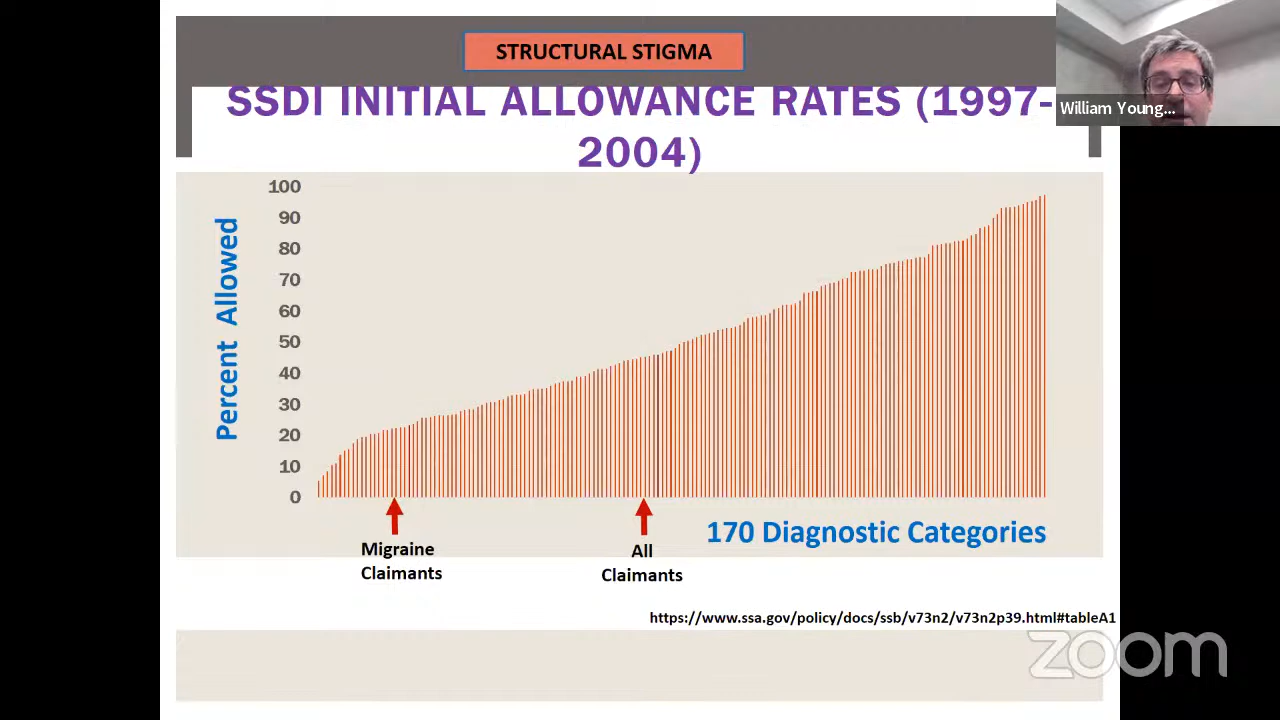 STRUCTURAL STIGMA
William Young...
SSDI INITIAL ALLOWANCE RATES (1997-
2004)
Percent Allowed
100
90
80
70
60
50
40
30
20
10
0
Migraine
Claimants
All
Claimants
170 Diagnostic Categories
https://www.ssa.gov/policy/docs/ssb/v73n2/v73n2p39.html#tableA1
zoom